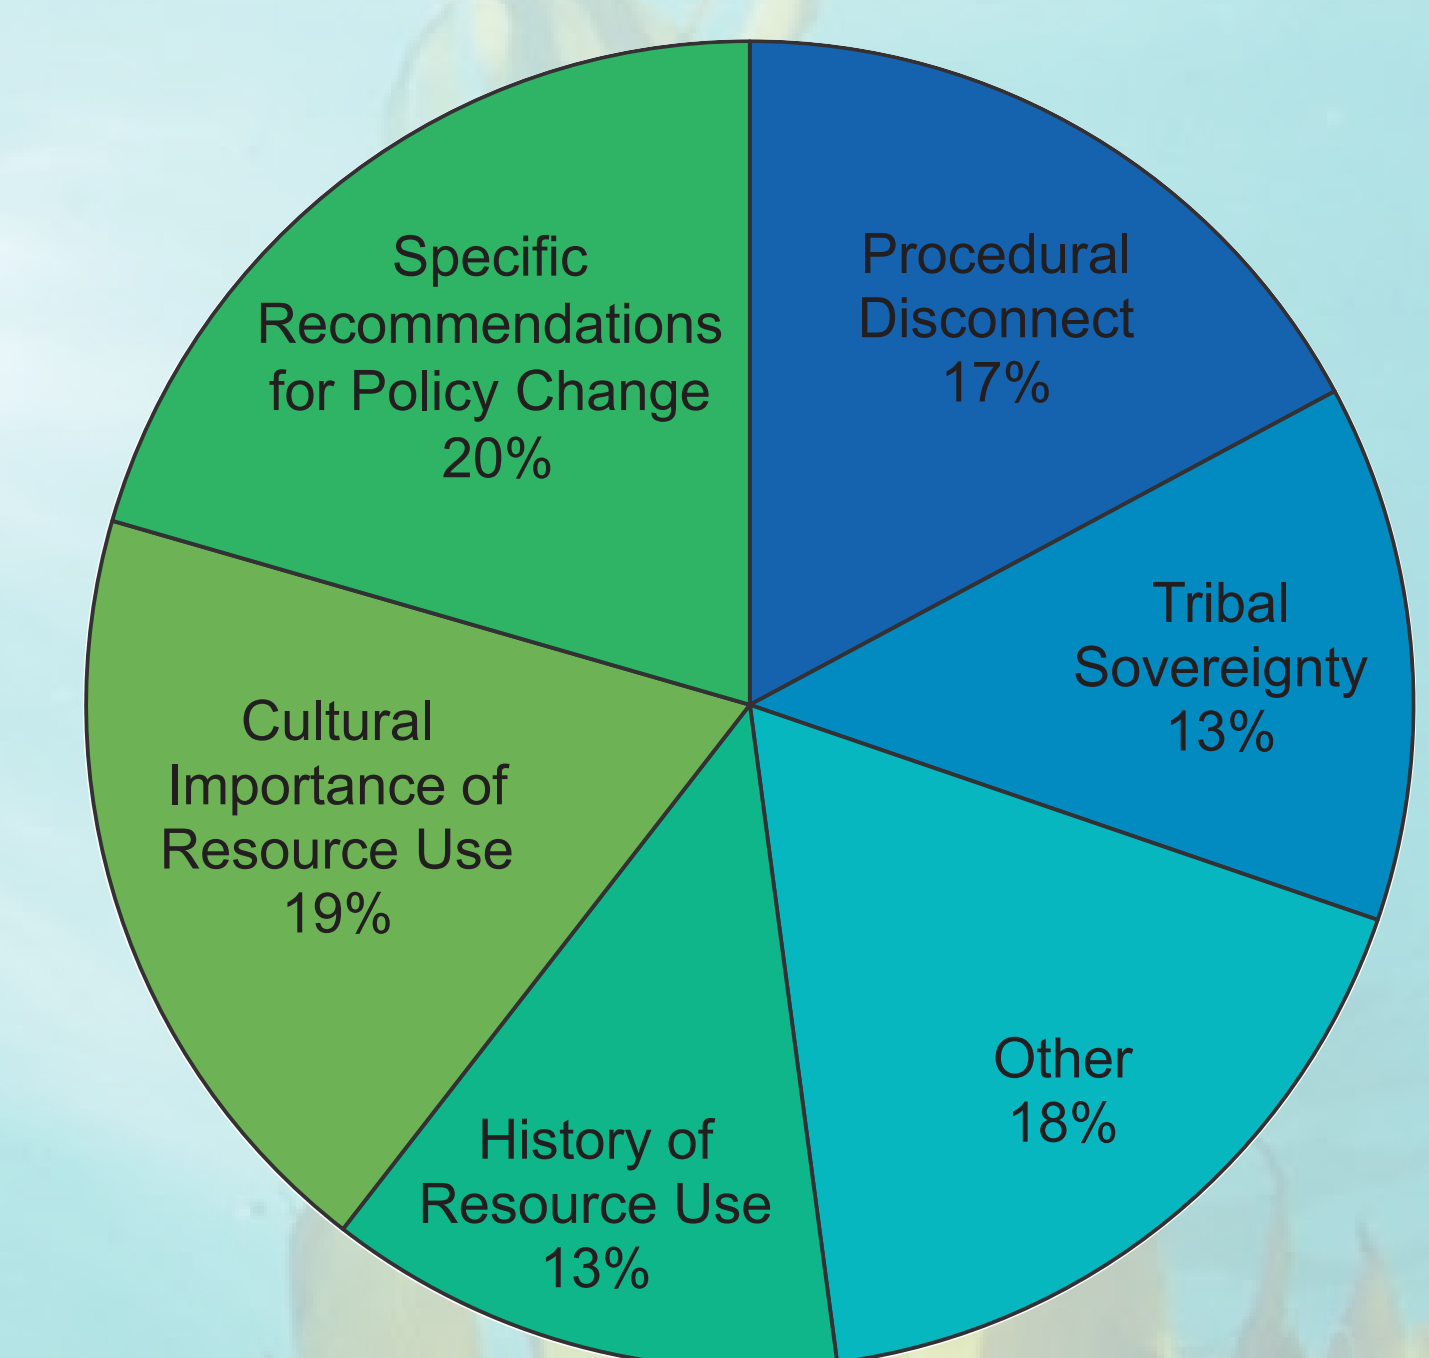 Specific
Recommendations
for Policy Change
20%
Procedural
Disconnect
17%
Tribal
Sovereignty
13%
Cultural
Importance of
Resource Use
19%
Other
18%
History of
Resource Use
13%